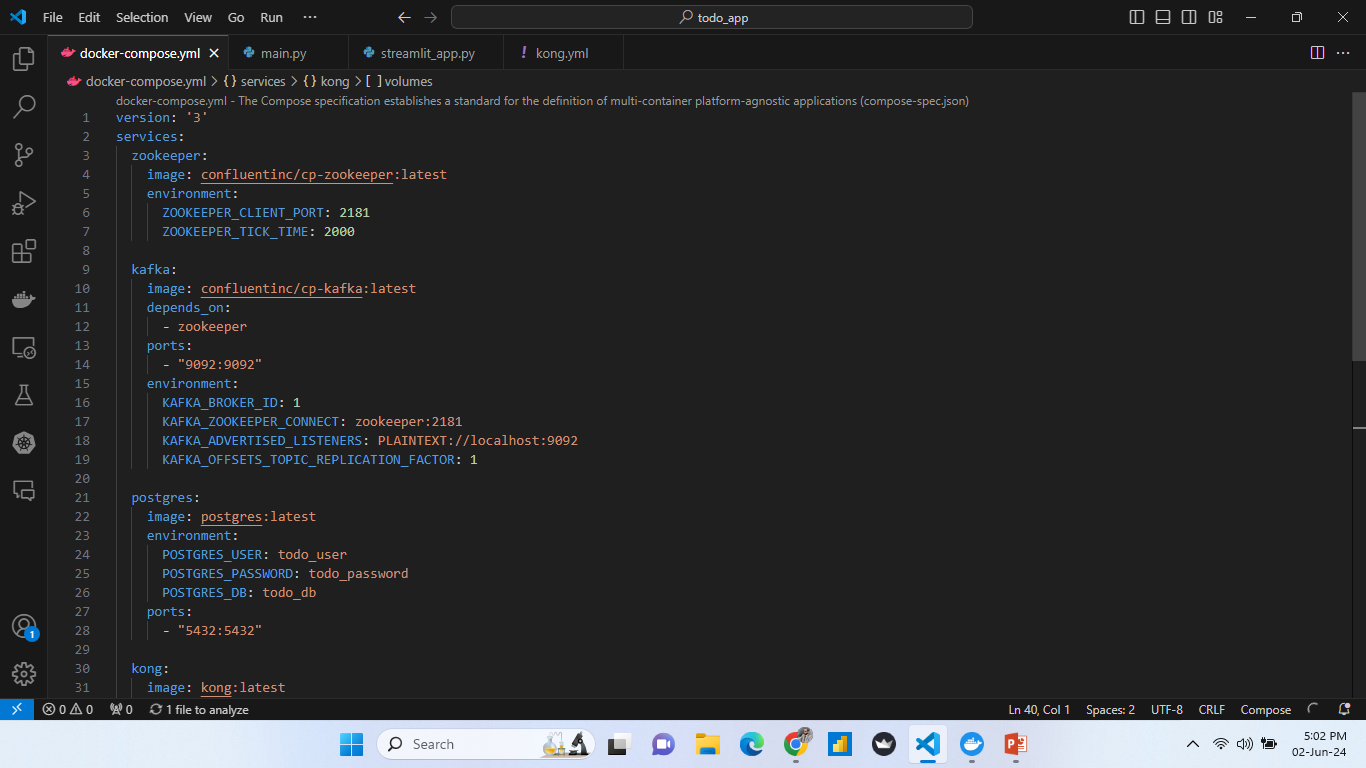 File Edit Selection View Go Run ··· todo_app
docker-compose.yml main.py streamlit_app.py ! kong.yml
docker-compose.yml > {} services > {} kong > [ ] volumes
docker-compose.yml - The Compose specification establishes a standard for the definition of multi-container platform-agnostic applications (compose-spec.json)
1 version: '3'
2 services:
3 zookeeper:
4 image: confluentinc/cp-zookeeper:latest
5 environment:
6 ZOOKEEPER_CLIENT_PORT: 2181
7 ZOOKEEPER_TICK_TIME: 2000
8
9 kafka:
10 image: confluentinc/cp-kafka:latest
11 depends_on:
12 - zookeeper
13 ports:
14 - "9092:9092"
15 environment:
16 KAFKA_BROKER_ID: 1
17 KAFKA_ZOOKEEPER_CONNECT: zookeeper:2181
18 KAFKA_ADVERTISED_LISTENERS: PLAINTEXT://localhost:9092
19 KAFKA_OFFSETS_TOPIC_REPLICATION_FACTOR: 1
20
21 postgres:
22 image: postgres:latest
23 environment:
24 POSTGRES_USER: todo_user
25 POSTGRES_PASSWORD: todo_password
26 POSTGRES_DB: todo_db
27 ports:
28 - "5432:5432"
29
30 kong:
31 image: kong:latest
1
0 0 0 1 file to analyze Ln 40, Col 1 Spaces: 2 UTF-8 CRLF Compose
Search 5:02 PM
02-Jun-24